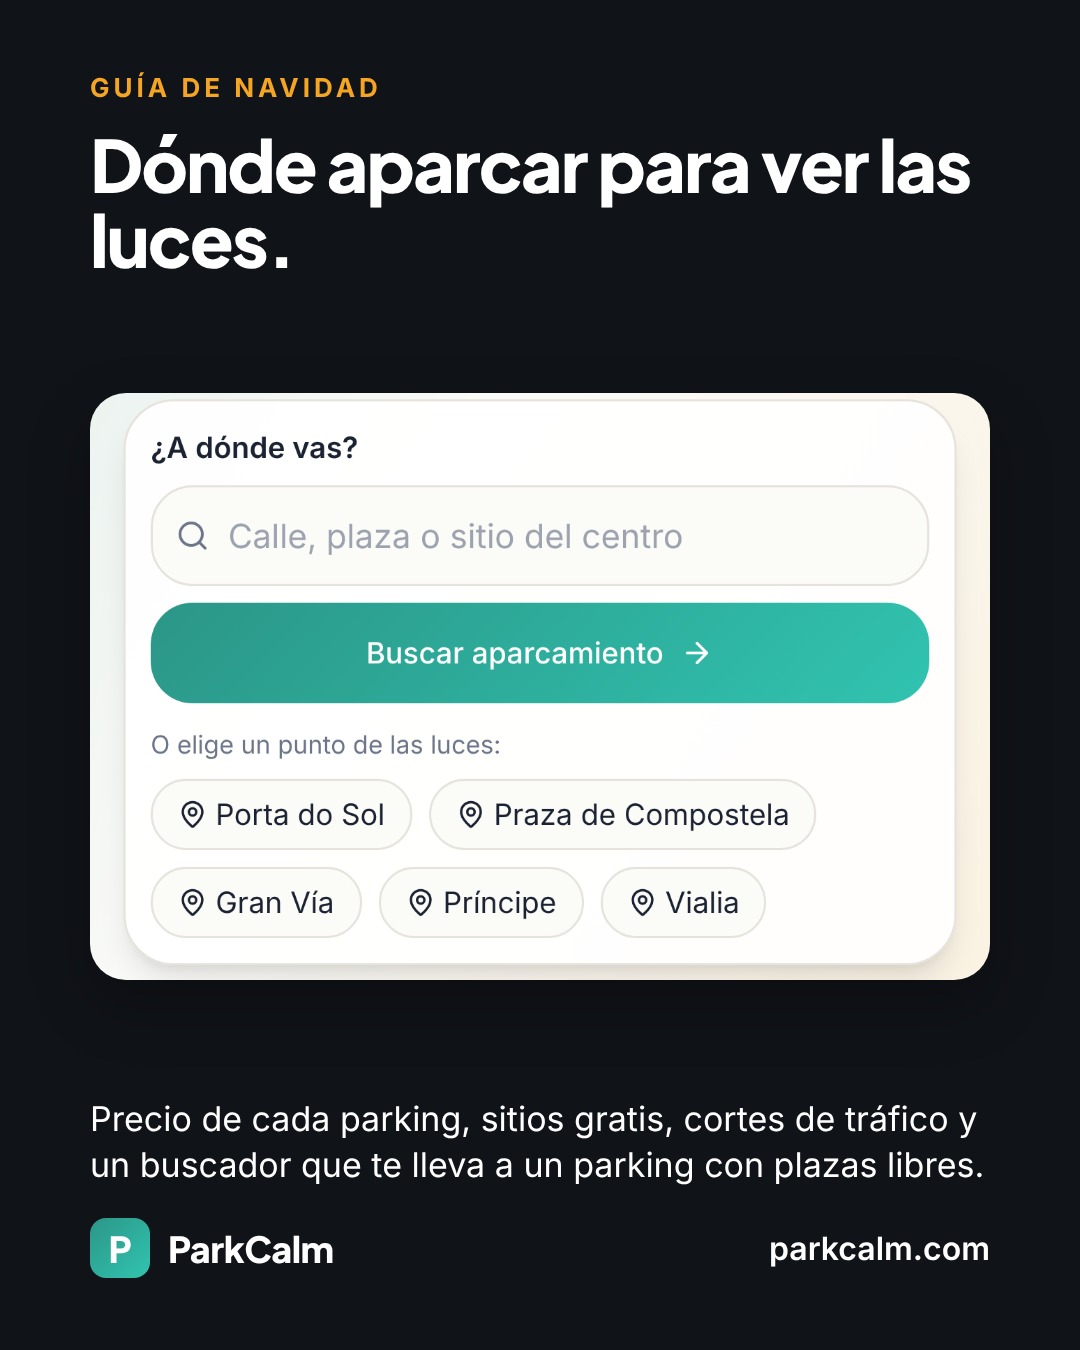 GUÍA DE NAVIDAD
Dónde aparcar para ver las
luces.
¿A dónde vas?
Calle, plaza o sitio del centro
Buscar aparcamiento →
O elige un punto de las luces:
Porta do Sol Praza de Compostela
Gran Vía Príncipe Vialia
Precio de cada parking, sitios gratis, cortes de tráfico y
un buscador que te lleva a un parking con plazas libres.
P ParkCalm parkcalm.com